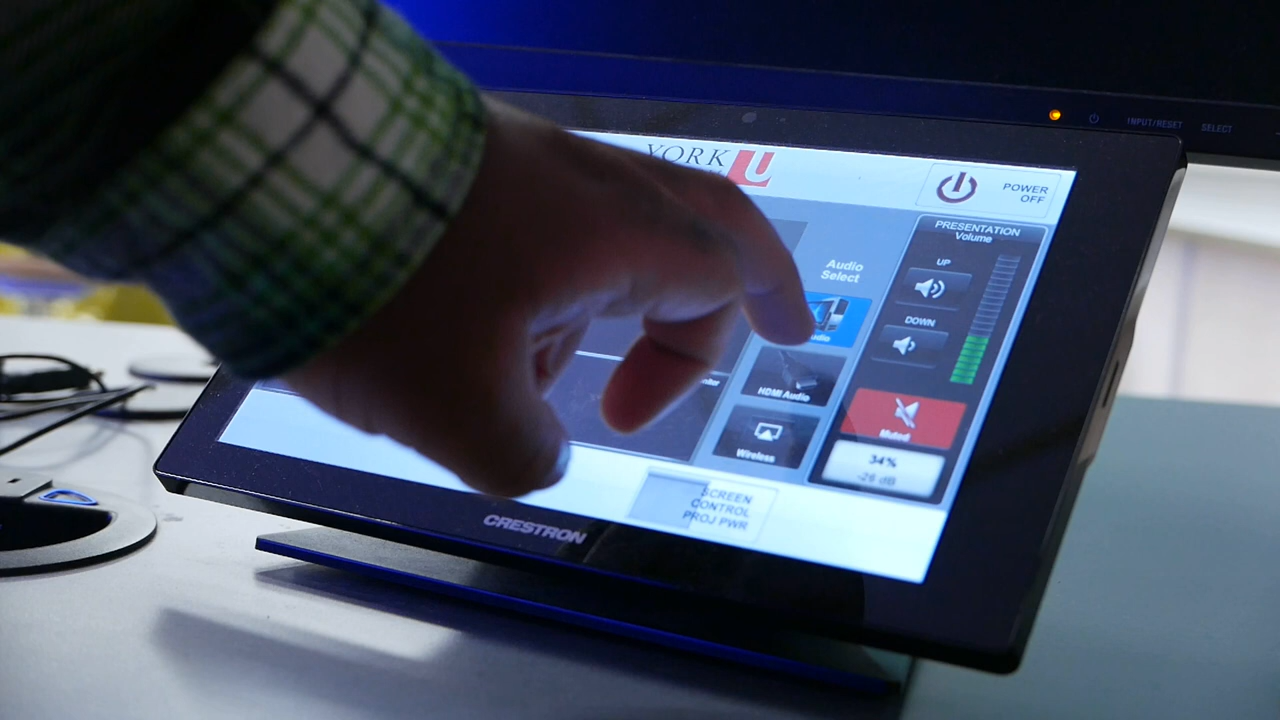 INPUT/RESET
SELECT
YORK U
POWER
OFF
PRESENTATION
Volume
UP
DOWN
Audio
Select
HDMI Audio
Wireless
Muted
34%
-26 dB
SCREEN
CONTROL
PROJ PWR
CRESTRON